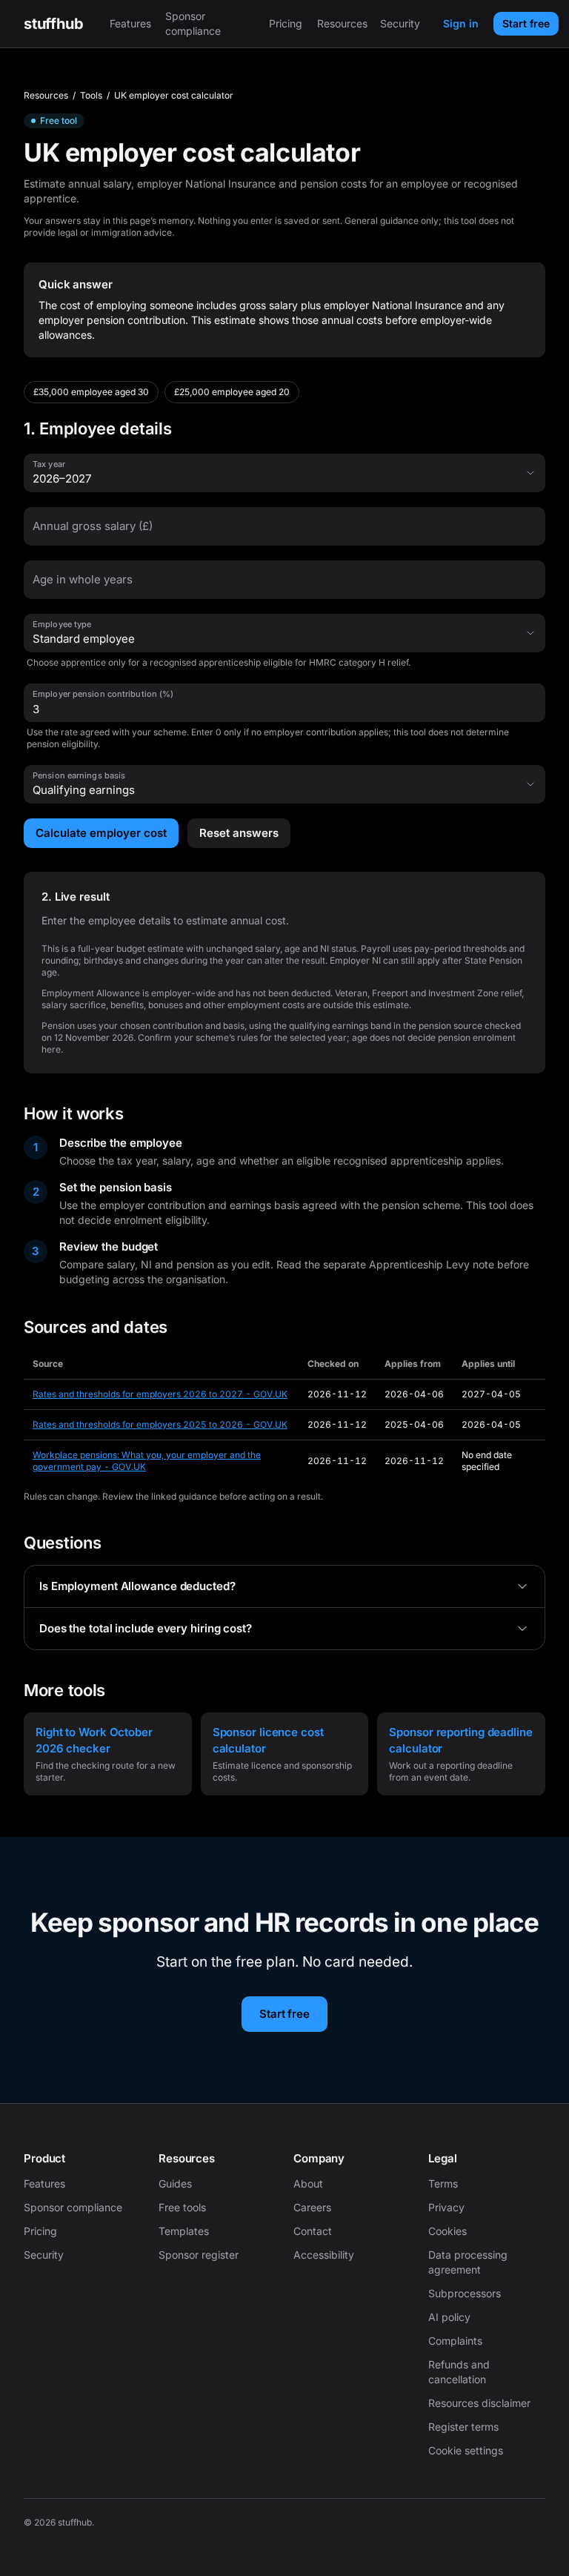 stuffhub
Features
Sponsor
compliance
Pricing
Resources
Security
Sign in
Start free
Resources / Tools / UK employer cost calculator
Free tool
UK employer cost calculator
Estimate annual salary, employer National Insurance and pension costs for an employee or recognised
apprentice.
Your answers stay in this page's memory. Nothing you enter is saved or sent. General guidance only; this tool does not
provide legal or immigration advice.
Quick answer
The cost of employing someone includes gross salary plus employer National Insurance and any
employer pension contribution. This estimate shows those annual costs before employer-wide
allowances.
£35,000 employee aged 30
£25,000 employee aged 20
1. Employee details
Tax year
2026–2027
Annual gross salary (£)
Age in whole years
Employee type
Standard employee
Choose apprentice only for a recognised apprenticeship eligible for HMRC category H relief.
Employer pension contribution (%)
3
Use the rate agreed with your scheme. Enter 0 only if no employer contribution applies; this tool does not determine
pension eligibility.
Pension earnings basis
Qualifying earnings
Calculate employer cost
Reset answers
2. Live result
Enter the employee details to estimate annual cost.
This is a full-year budget estimate with unchanged salary, age and NI status. Payroll uses pay-period thresholds and
rounding; birthdays and changes during the year can alter the result. Employer NI can still apply after State Pension
age.
Employment Allowance is employer-wide and has not been deducted. Veteran, Freeport and Investment Zone relief,
salary sacrifice, benefits, bonuses and other employment costs are outside this estimate.
Pension uses your chosen contribution and basis, using the qualifying earnings band in the pension source checked
on 12 November 2026. Confirm your scheme's rules for the selected year; age does not decide pension enrolment
here.
How it works
1
Describe the employee
Choose the tax year, salary, age and whether an eligible recognised apprenticeship applies.
2
Set the pension basis
Use the employer contribution and earnings basis agreed with the pension scheme. This tool does
not decide enrolment eligibility.
3
Review the budget
Compare salary, NI and pension as you edit. Read the separate Apprenticeship Levy note before
budgeting across the organisation.
Sources and dates
Source Checked on Applies from Applies until
Rates and thresholds for employers 2026 to 2027 - GOV.UK 2026-11-12 2026-04-06 2027-04-05
Rates and thresholds for employers 2025 to 2026 - GOV.UK 2026-11-12 2025-04-06 2026-04-05
Workplace pensions: What you, your employer and the
government pay - GOV.UK
2026-11-12 2026-11-12
No end date
specified
Rules can change. Review the linked guidance before acting on a result.
Questions
Is Employment Allowance deducted?
Does the total include every hiring cost?
More tools
Right to Work October
2026 checker
Find the checking route for a new
starter.
Sponsor licence cost
calculator
Estimate licence and sponsorship
costs.
Sponsor reporting deadline
calculator
Work out a reporting deadline
from an event date.
Keep sponsor and HR records in one place
Start on the free plan. No card needed.
Start free
Product
Features
Sponsor compliance
Pricing
Security
Resources
Guides
Free tools
Templates
Sponsor register
Company
About
Careers
Contact
Accessibility
Legal
Terms
Privacy
Cookies
Data processing
agreement
Subprocessors
AI policy
Complaints
Refunds and
cancellation
Resources disclaimer
Register terms
Cookie settings
© 2026 stuffhub.